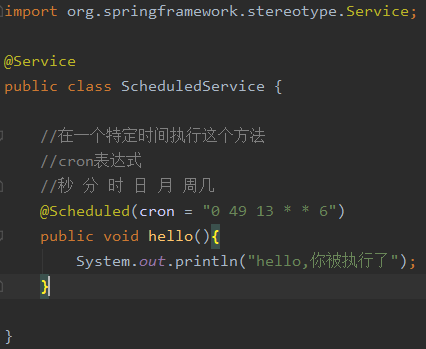 import org.springframework.stereotype.Service;
@Service
public class ScheduledService {
//在一个特定时间执行这个方法
//cron表达式
//秒 分 时 日 月 周几
@Scheduled(cron = "0 49 13 * * 6")
public void hello(){
System.out.println("hello,你被执行了");
}
}